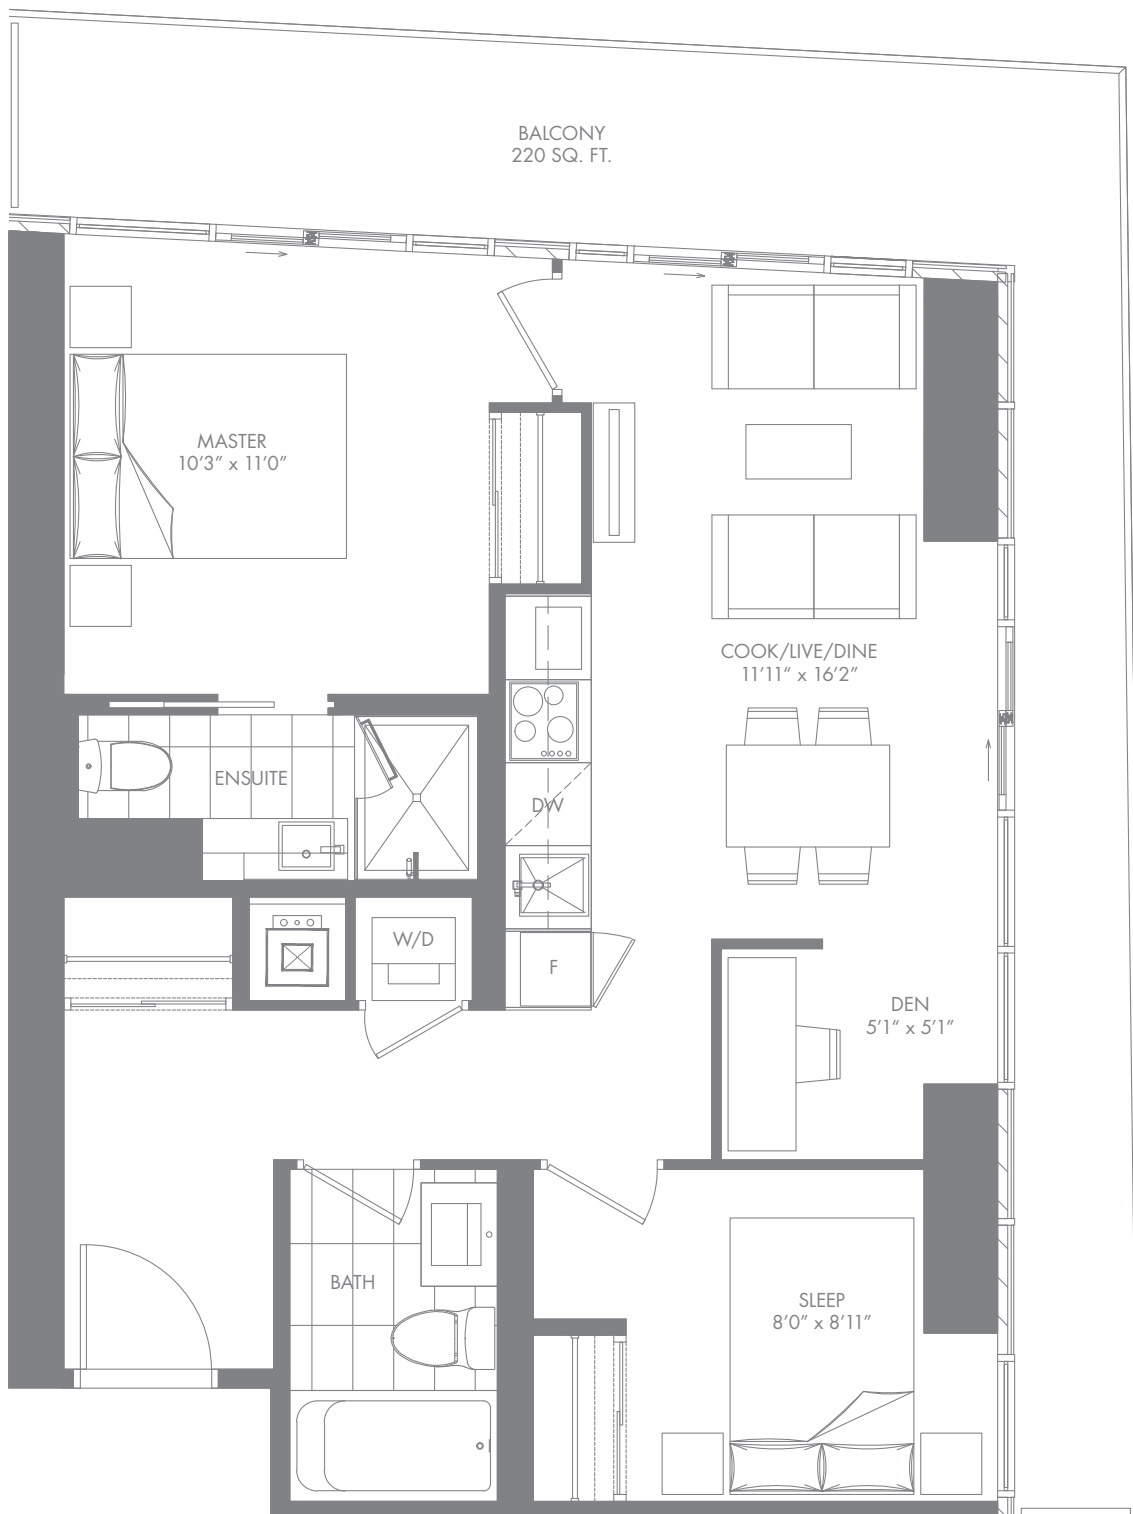 BALCONY
220 SQ. FT.
MASTER
10'3" x 11'0"
COOK/LIVE/DINE
11'11" x 16'2"
ENSUITE
DW
W/D
F
DEN
5'1" x 5'1"
BATH
SLEEP
8'0" x 8'11"